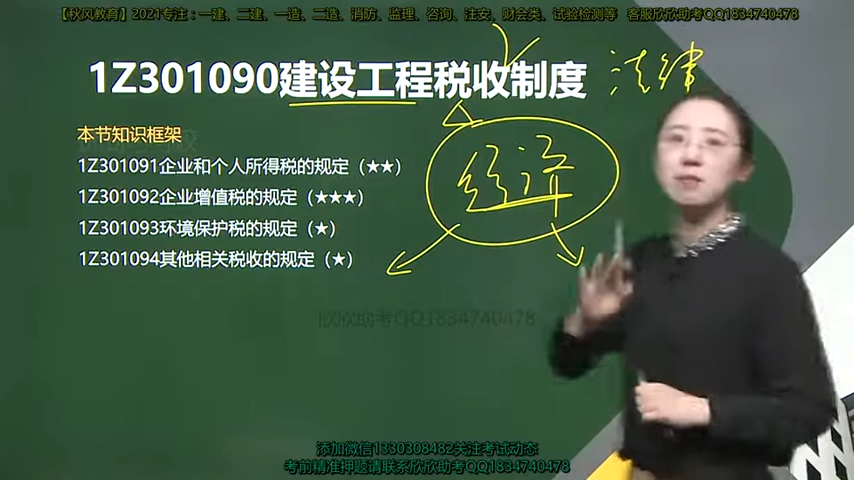 【秋风教育】2021专注：一建、二建、一造、二造、消防、监理、咨询、注安、财会类、试验检测等 客服欣欣助考QQ1834740478
1Z301090建设工程税收制度
法律
本节知识框架
1Z301091企业和个人所得税的规定（★★）
经济
1Z301092企业增值税的规定（★★★）
1Z301093环境保护税的规定（★）
1Z301094其他相关税收的规定（★）
欣欣助考QQ1834740478
添加微信1330308482关注考试动态
考前精准押题请联系欣欣助考QQ1834740478